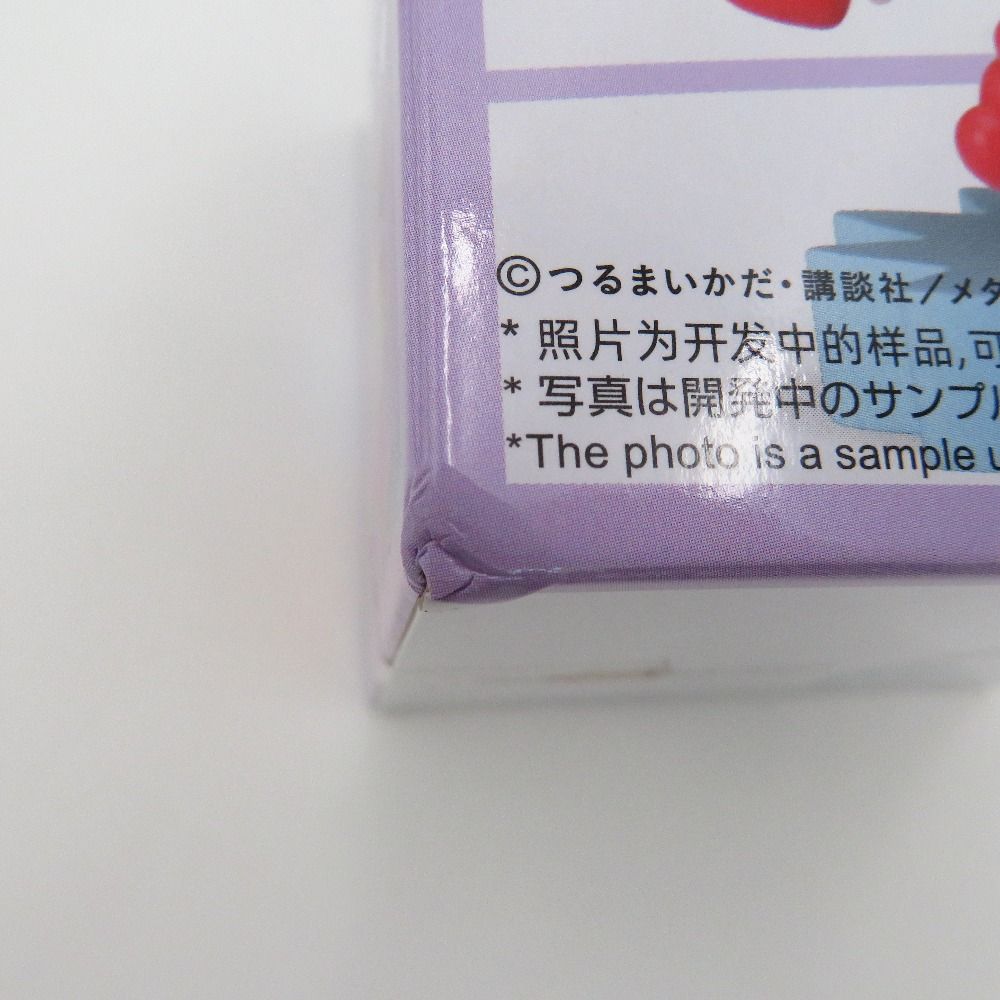 ©つるまいかだ・講談社/メダ
* 照片为开发中的样品,可
* 写真は開発中のサンプル
*The photo is a sample u